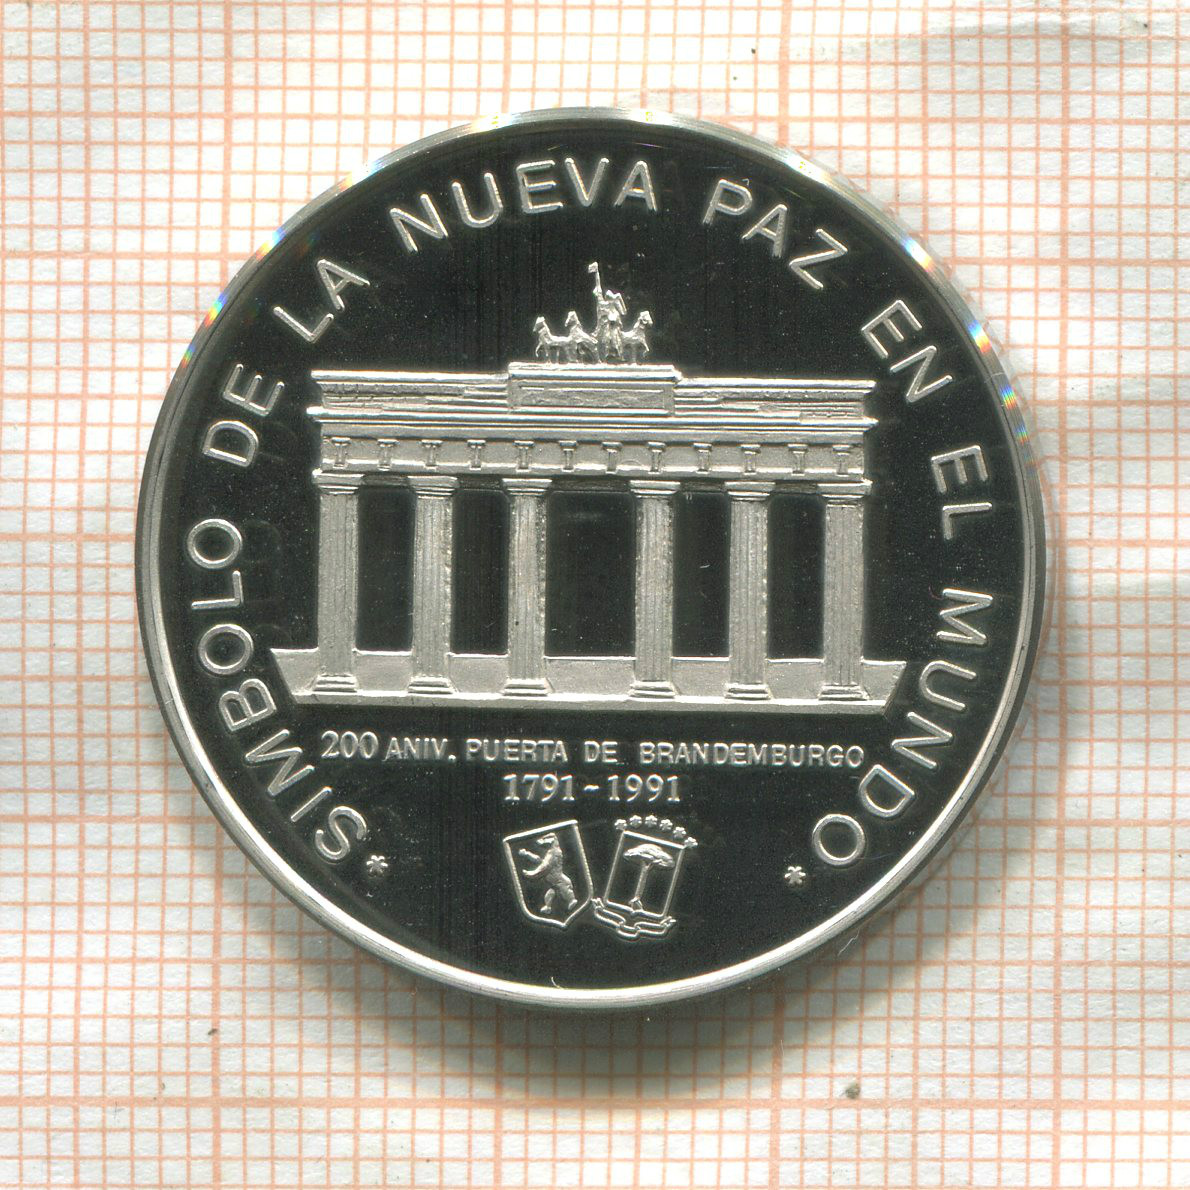 * SIMBOLO DE LA NUEVA PAZ EN EL MUNDO *
200 ANIV. PUERTA DE BRANDEMBURGO
1791-1991